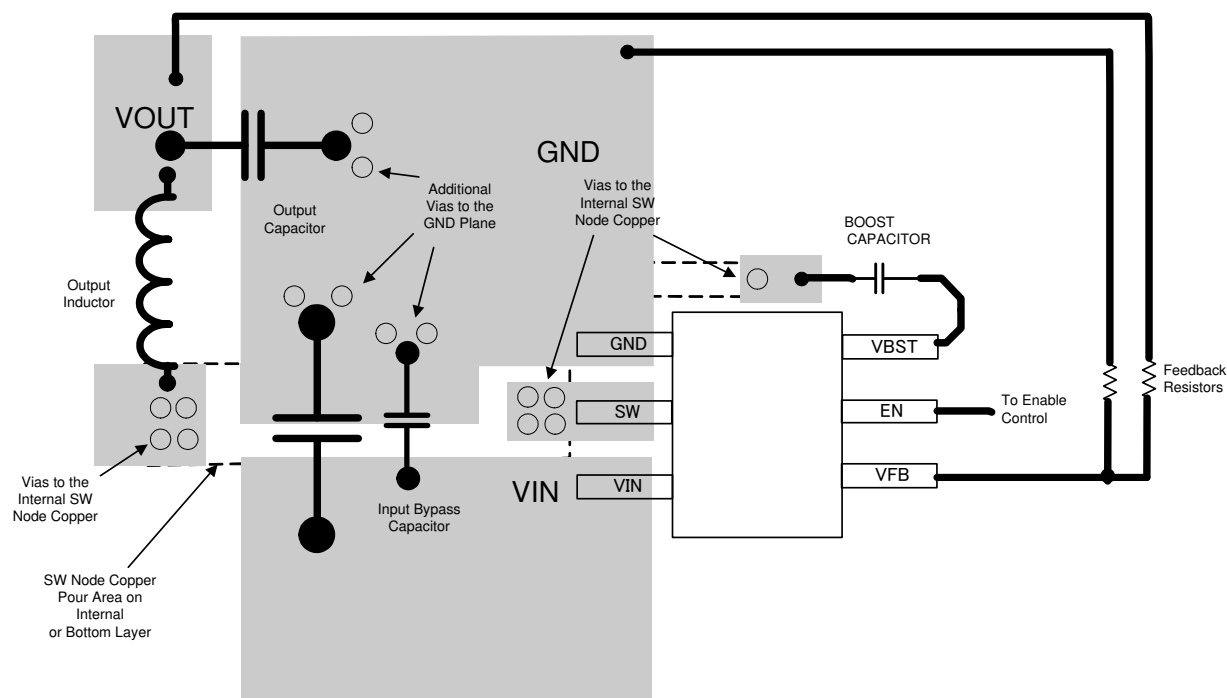 VOUT
GND
Additional
Vias to the
GND Plane
Vias to the
Internal SW
Node Copper
Output
Capacitor
BOOST
CAPACITOR
Output
Inductor
GND
VBST
Feedback
Resistors
SW
EN
To Enable
Control
VIN
VIN
VFB
Vias to the
Internal SW
Node Copper
Input Bypass
Capacitor
SW Node Copper
Pour Area on
Internal
or Bottom Layer